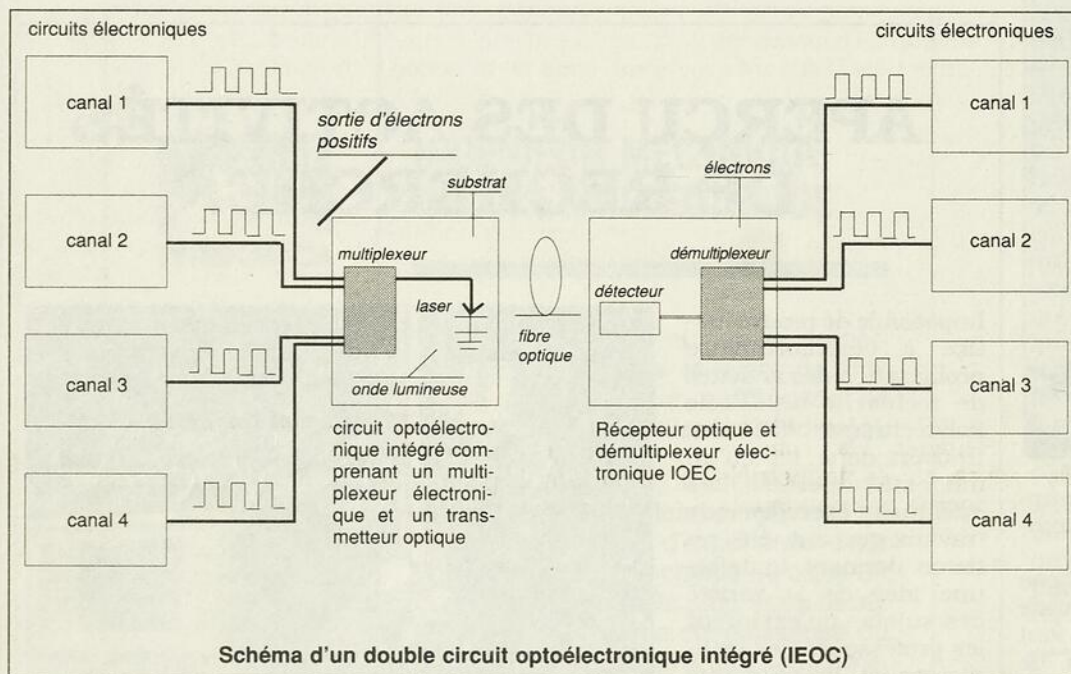 circuits électroniques
circuits électroniques
canal 1
canal 2
canal 3
canal 4
sortie d'électrons
positifs
substrat
multiplexeur
laser
onde lumineuse
fibre
optique
électrons
démultiplexeur
détecteur
canal 1
canal 2
canal 3
canal 4
circuit optoélectro-
nique intégré com-
prenant un multi-
plexeur électroni-
que et un trans-
metteur optique
Récepteur optique et
démultiplexeur élec-
tronique IOEC
Schéma d'un double circuit optoélectronique intégré (IEOC)